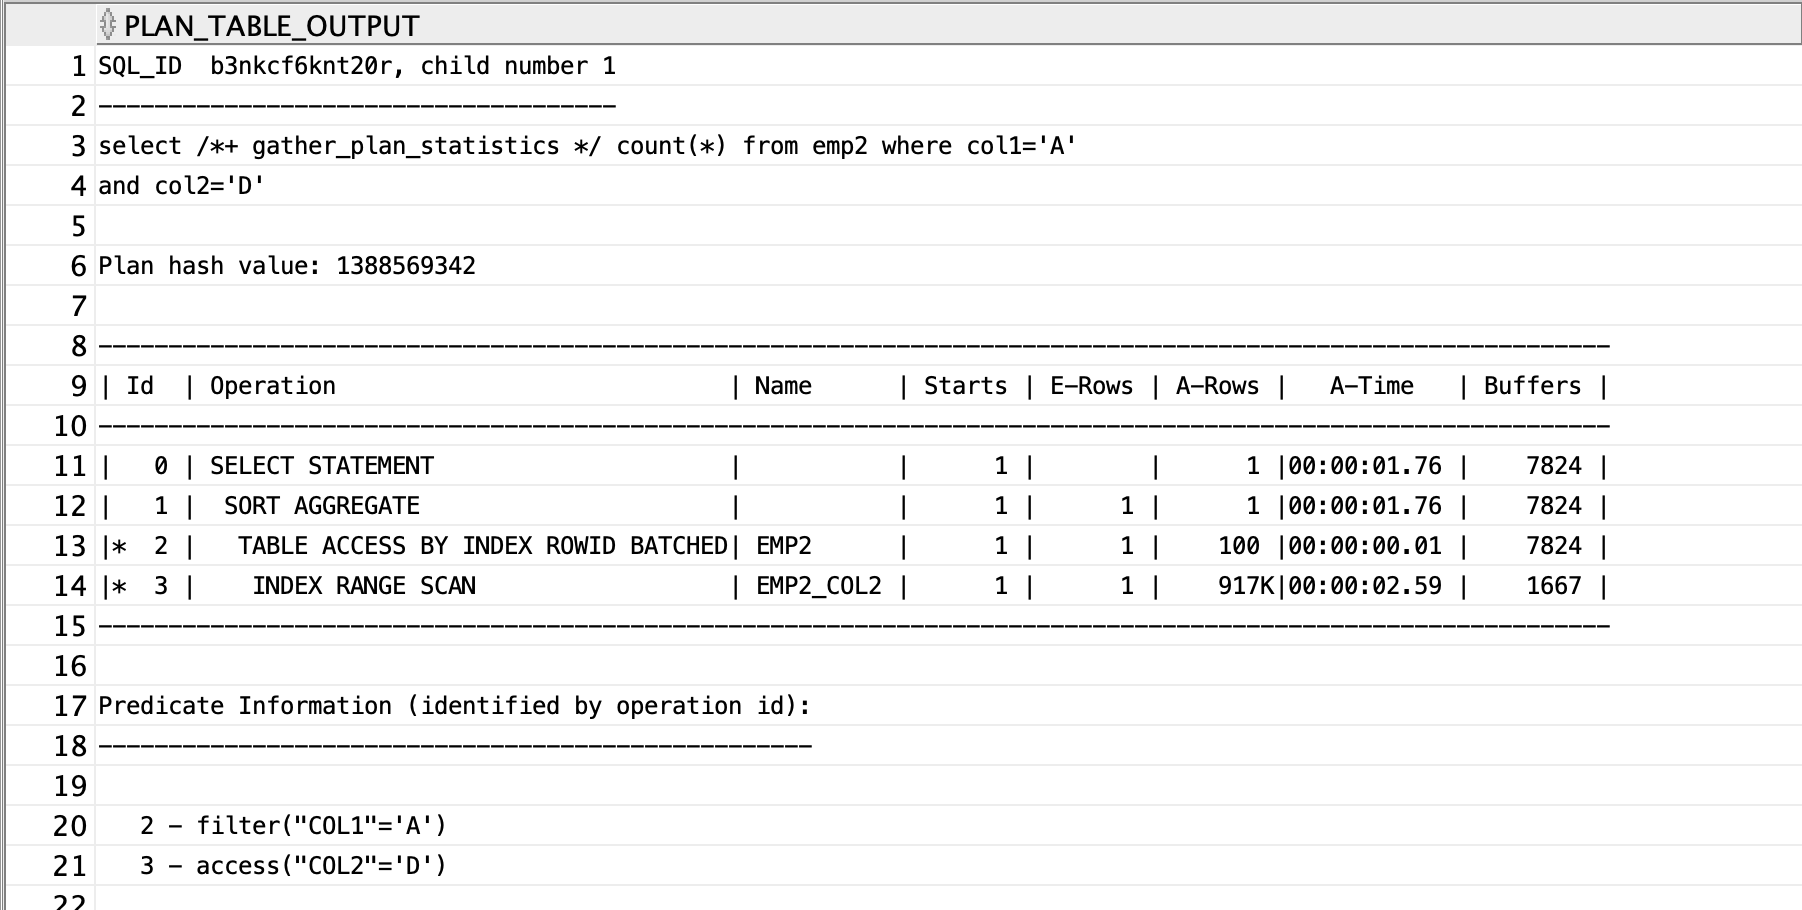 PLAN_TABLE_OUTPUT
1 SQL_ID  b3nkcf6knt20r, child number 1
2 -------------------------------------
3 select /*+ gather_plan_statistics */ count(*) from emp2 where col1='A'
4 and col2='D'
5
6 Plan hash value: 1388569342
7
8 ------------------------------------------------------------------------------------------------------------
9 | Id  | Operation                            | Name      | Starts | E-Rows | A-Rows |   A-Time   | Buffers |
10 ------------------------------------------------------------------------------------------------------------
11 |   0 | SELECT STATEMENT                     |           |      1 |        |      1 |00:00:01.76 |    7824 |
12 |   1 |  SORT AGGREGATE                      |           |      1 |      1 |      1 |00:00:01.76 |    7824 |
13 |*  2 |   TABLE ACCESS BY INDEX ROWID BATCHED| EMP2      |      1 |      1 |    100 |00:00:00.01 |    7824 |
14 |*  3 |    INDEX RANGE SCAN                  | EMP2_COL2 |      1 |      1 |    917K|00:00:02.59 |    1667 |
15 ------------------------------------------------------------------------------------------------------------
16
17 Predicate Information (identified by operation id):
18 ---------------------------------------------------
19
20    2 - filter("COL1"='A')
21    3 - access("COL2"='D')
22